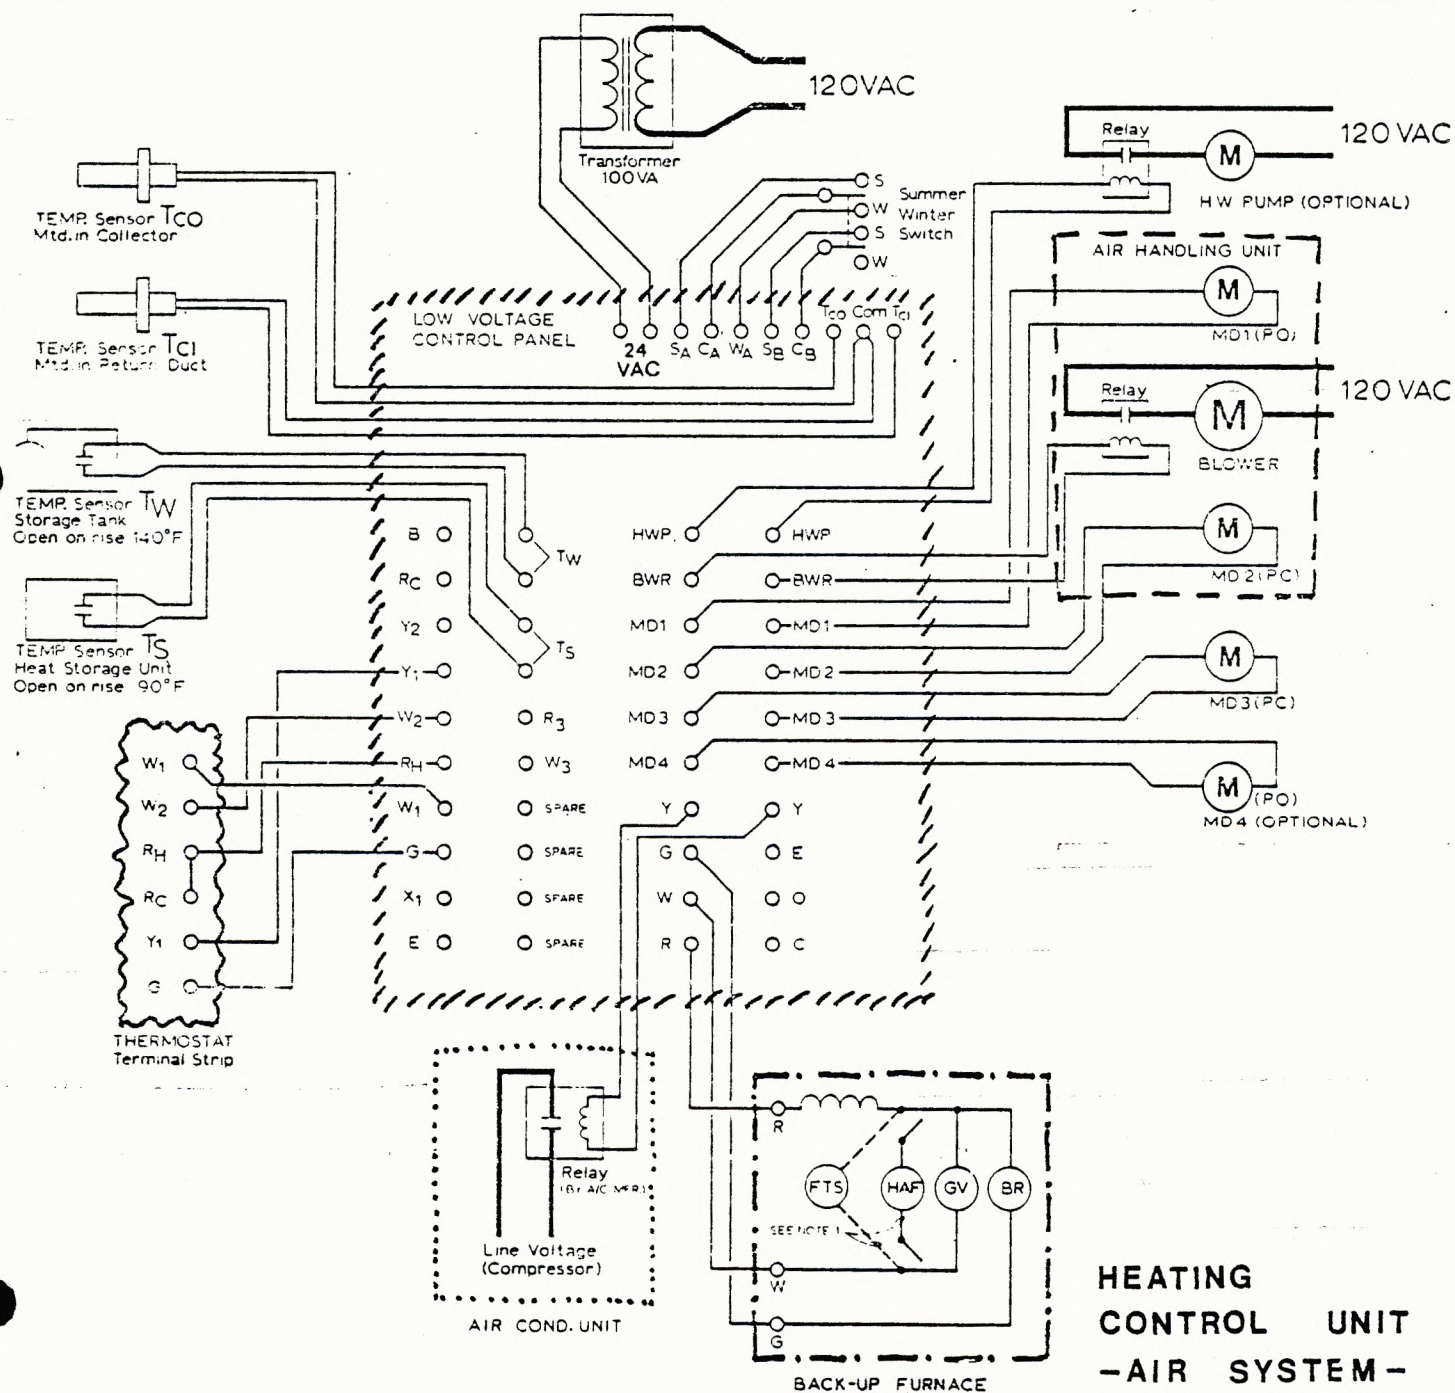 120VAC
Transformer
100VA
TEMP. Sensor TCO
Mtd. in Collector
TEMP. Sensor TCI
Mtd. in Return Duct
TEMP. Sensor TW
Storage Tank
Open on rise 140°F
TEMP. Sensor TS
Heat Storage Unit
Open on rise 90°F
S
W
S
W
Summer
Winter
Switch
Relay
M
120 VAC
HW PUMP (OPTIONAL)
AIR HANDLING UNIT
M
MD1(PO)
Relay
M
120 VAC
BLOWER
M
MD2(PC)
M
MD3(PC)
M
(PO)
MD4 (OPTIONAL)
LOW VOLTAGE
CONTROL PANEL
24
VAC
SA CA WA SB CB TCO Com TCI
B
RC
Y2
Y1
W2
RH
W1
G
X1
E
TW
TS
R3
W3
SPARE
SPARE
SPARE
SPARE
HWP.
BWR
MD1
MD2
MD3
MD4
Y
G
W
R
HWP
BWR
MD1
MD2
MD3
MD4
Y
E
O
C
W1
W2
RH
RC
Y1
G
THERMOSTAT
Terminal Strip
Relay
(BY A/C MFR.)
Line Voltage
(Compressor)
AIR COND. UNIT
R
FTS
HAF
GV
BR
SEE NOTE 1
W
G
BACK-UP FURNACE
HEATING
CONTROL UNIT
-AIR SYSTEM-